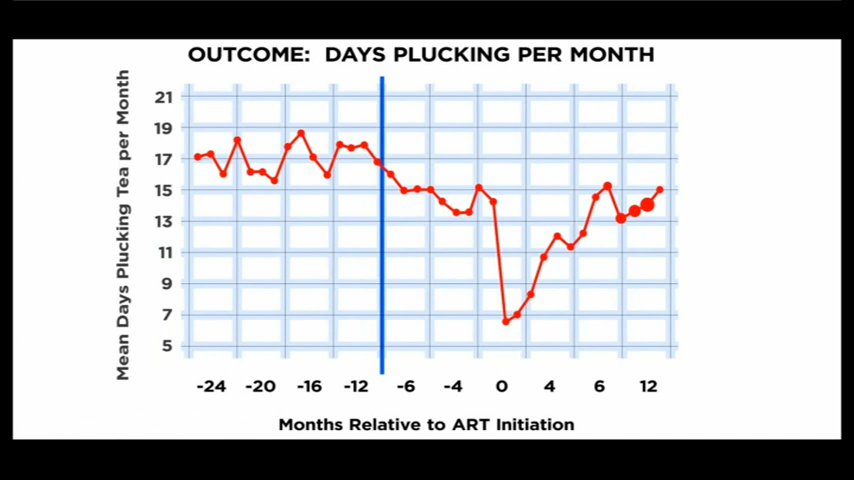 OUTCOME: DAYS PLUCKING PER MONTH
Mean Days Plucking Tea per Month
21
19
17
15
13
11
9
7
5
-24 -20 -16 -12 -6 -4 0 4 6 12
Months Relative to ART Initiation